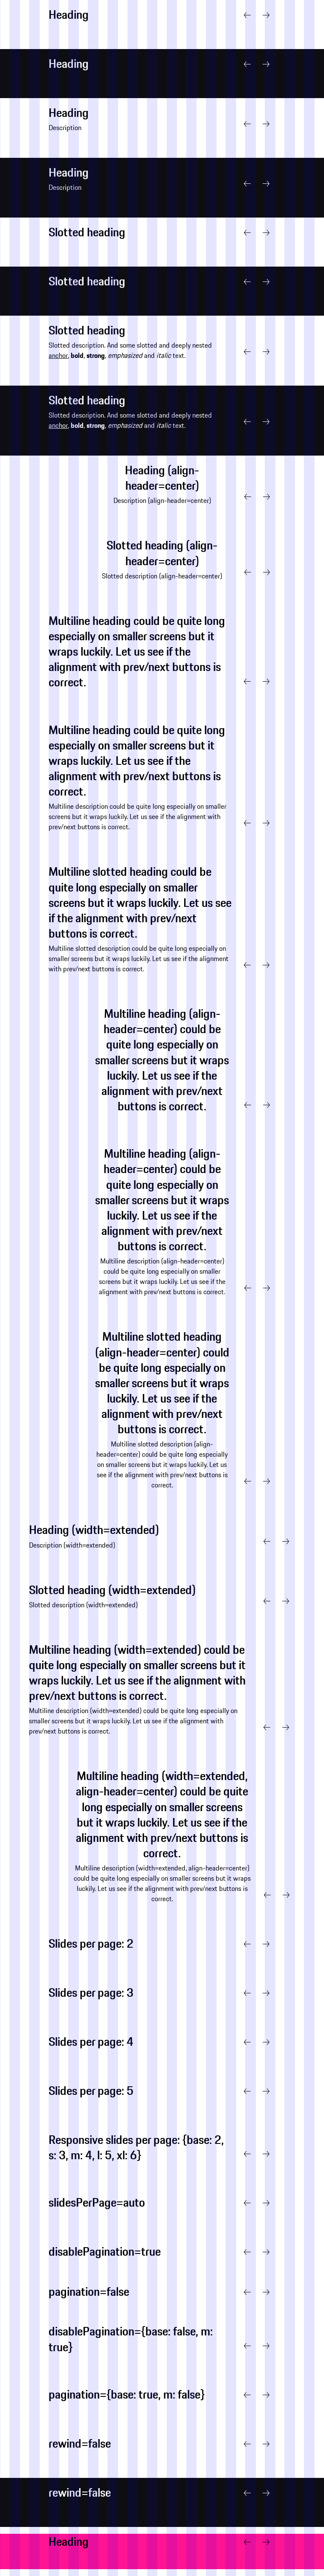 Heading
Heading
Heading
Description
Heading
Description
Slotted heading
Slotted heading
Slotted heading
Slotted description. And some slotted and deeply nested
anchor, bold, strong, emphasized and italic text.
Slotted heading
Slotted description. And some slotted and deeply nested
anchor, bold, strong, emphasized and italic text.
Heading (align-
header=center)
Description (align-header=center)
Slotted heading (align-
header=center)
Slotted description (align-header=center)
Multiline heading could be quite long
especially on smaller screens but it
wraps luckily. Let us see if the
alignment with prev/next buttons is
correct.
Multiline heading could be quite long
especially on smaller screens but it
wraps luckily. Let us see if the
alignment with prev/next buttons is
correct.
Multiline description could be quite long especially on smaller
screens but it wraps luckily. Let us see if the alignment with
prev/next buttons is correct.
Multiline slotted heading could be
quite long especially on smaller
screens but it wraps luckily. Let us see
if the alignment with prev/next
buttons is correct.
Multiline slotted description could be quite long especially on
smaller screens but it wraps luckily. Let us see if the alignment
with prev/next buttons is correct.
Multiline heading (align-
header=center) could be
quite long especially on
smaller screens but it wraps
luckily. Let us see if the
alignment with prev/next
buttons is correct.
Multiline heading (align-
header=center) could be
quite long especially on
smaller screens but it wraps
luckily. Let us see if the
alignment with prev/next
buttons is correct.
Multiline description (align-header=center)
could be quite long especially on smaller
screens but it wraps luckily. Let us see if the
alignment with prev/next buttons is correct.
Multiline slotted heading
(align-header=center) could
be quite long especially on
smaller screens but it wraps
luckily. Let us see if the
alignment with prev/next
buttons is correct.
Multiline slotted description (align-
header=center) could be quite long especially
on smaller screens but it wraps luckily. Let us
see if the alignment with prev/next buttons is
correct.
Heading (width=extended)
Description (width=extended)
Slotted heading (width=extended)
Slotted description (width=extended)
Multiline heading (width=extended) could be
quite long especially on smaller screens but it
wraps luckily. Let us see if the alignment with
prev/next buttons is correct.
Multiline description (width=extended) could be quite long especially on
smaller screens but it wraps luckily. Let us see if the alignment with
prev/next buttons is correct.
Multiline heading (width=extended,
align-header=center) could be quite
long especially on smaller screens
but it wraps luckily. Let us see if the
alignment with prev/next buttons is
correct.
Multiline description (width=extended, align-header=center)
could be quite long especially on smaller screens but it wraps
luckily. Let us see if the alignment with prev/next buttons is
correct.
Slides per page: 2
Slides per page: 3
Slides per page: 4
Slides per page: 5
Responsive slides per page: {base: 2,
s: 3, m: 4, l: 5, xl: 6}
slidesPerPage=auto
disablePagination=true
pagination=false
disablePagination={base: false, m:
true}
pagination={base: true, m: false}
rewind=false
rewind=false
Heading